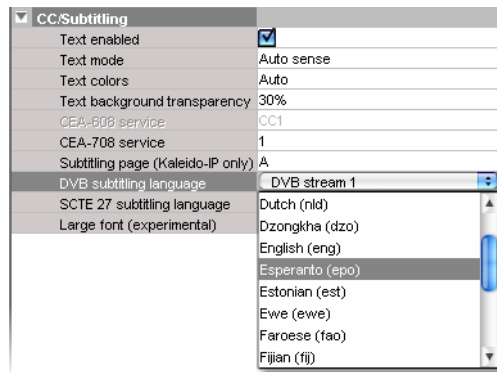 CC/Subtitling
Text enabled
Text mode Auto sense
Text colors Auto
Text background transparency 30%
CEA-608 service CC1
CEA-708 service 1
Subtitling page (Kaleido-IP only) A
DVB subtitling language DVB stream 1
SCTE 27 subtitling language Dutch (nld)
Large font (experimental) Dzongkha (dzo)
English (eng)
Esperanto (epo)
Estonian (est)
Ewe (ewe)
Faroese (fao)
Fijian (fij)